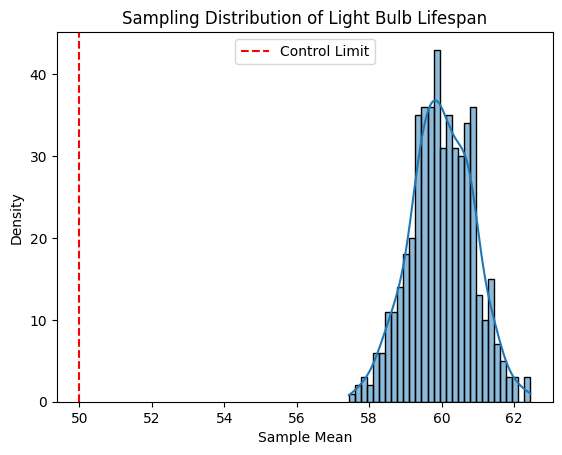 Sampling Distribution of Light Bulb Lifespan
Control Limit
Density
40
30
20
10
0
50 52 54 56 58 60 62
Sample Mean